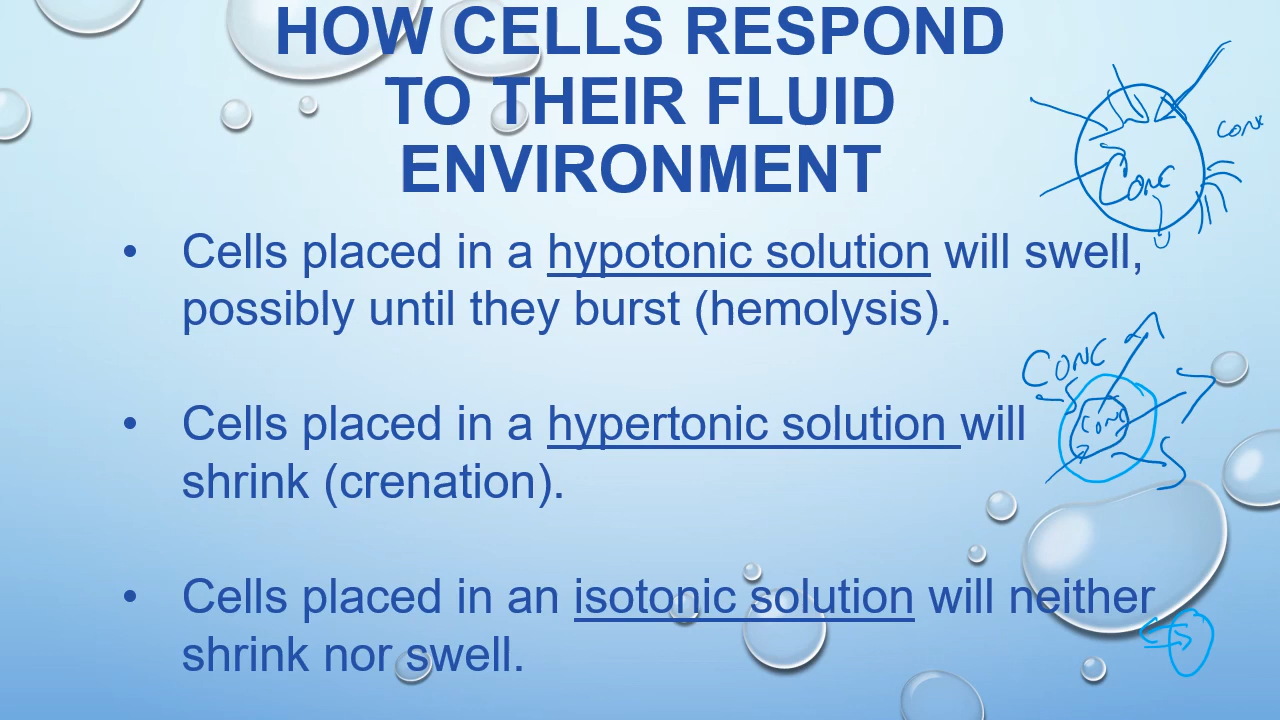 HOW CELLS RESPOND
TO THEIR FLUID
ENVIRONMENT
conc
Conc
• Cells placed in a hypotonic solution will swell,
possibly until they burst (hemolysis).
Conc
conc
• Cells placed in a hypertonic solution will
shrink (crenation).
• Cells placed in an isotonic solution will neither
shrink nor swell.